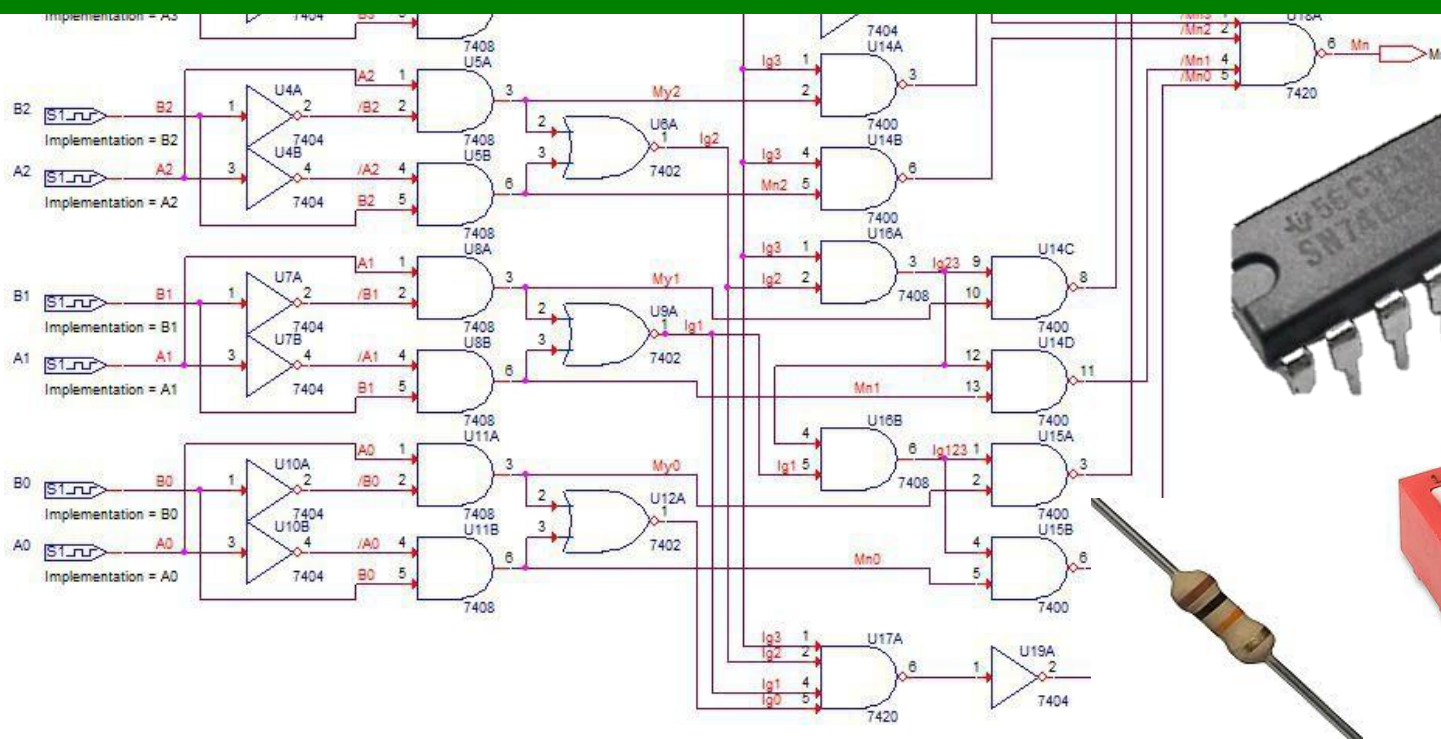 Implementation = A3
7404
B3
7408
7404
/Mn3 1
/Mn2 2
/Mn1 4
/Mn0 5
U18A
6 Mn
7420
B2 S1 B2 1 U4A 2 /B2 2
7404
Implementation = B2
A2 S1 A2 3 U4B 4 /A2 4
7404
Implementation = A2
A2 1 U5A 3 My2
7408
B2 5 U5B 6 Mn2
7408
2 3 U6A 1 Ig2
7402
Ig3 1 2 U14A 3
7400
Ig3 4 5 U14B 6
7400
B1 S1 B1 1 U7A 2 /B1 2
7404
Implementation = B1
A1 S1 A1 3 U7B 4 /A1 4
7404
Implementation = A1
A1 1 U8A 3 My1
7408
B1 5 U8B 6 Mn1
7408
2 3 U9A 1 Ig1
7402
Ig3 1 Ig2 2 U16A 3 Ig23
7408
9 10 U14C 8
7400
12 13 U14D 11
7400
B0 S1 B0 1 U10A 2 /B0 2
7404
Implementation = B0
A0 S1 A0 3 U10B 4 /A0 4
7404
Implementation = A0
A0 1 U11A 3 My0
7408
B0 5 U11B 6 Mn0
7408
2 3 U12A 1
7402
4 Ig1 5 U16B 6 Ig123
7408
1 2 U15A 3
7400
4 5 U15B 6
7400
Ig3 1
Ig2 2
Ig1 4
Ig0 5
U17A
6
7420
1 U19A 2
7404